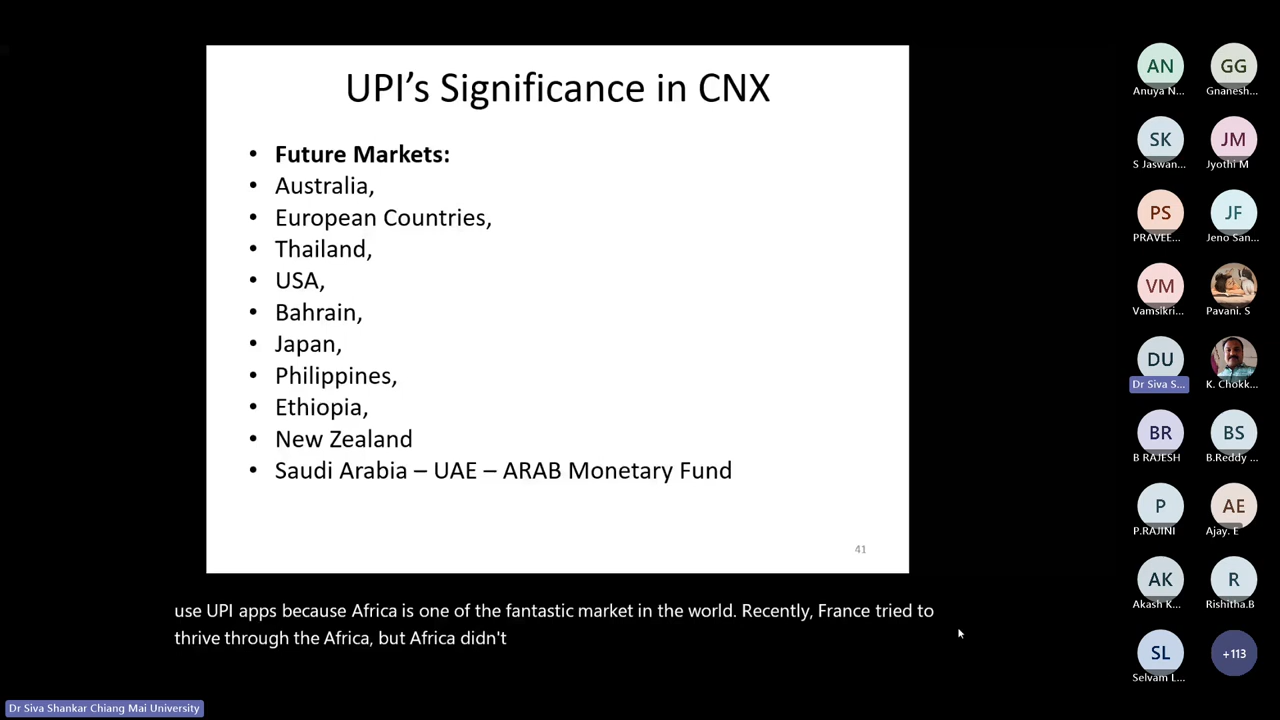 UPI's Significance in CNX
• Future Markets:
• Australia,
• European Countries,
• Thailand,
• USA,
• Bahrain,
• Japan,
• Philippines,
• Ethiopia,
• New Zealand
• Saudi Arabia – UAE – ARAB Monetary Fund
41
use UPI apps because Africa is one of the fantastic market in the world. Recently, France tried to
thrive through the Africa, but Africa didn't
Dr Siva Shankar Chiang Mai University
AN
Anuya N...
GG
Gnanesh...
SK
S Jaswan...
JM
Jyothi M
PS
PRAVEE...
JF
Jeno San...
VM
Vamsikri...
Pavani. S
DU
Dr Siva S...
K. Chokk...
BR
B RAJESH
BS
B.Reddy ...
P
P.RAJINI
AE
Ajay. E
AK
Akash K...
R
Rishitha.B
SL
Selvam L...
+113